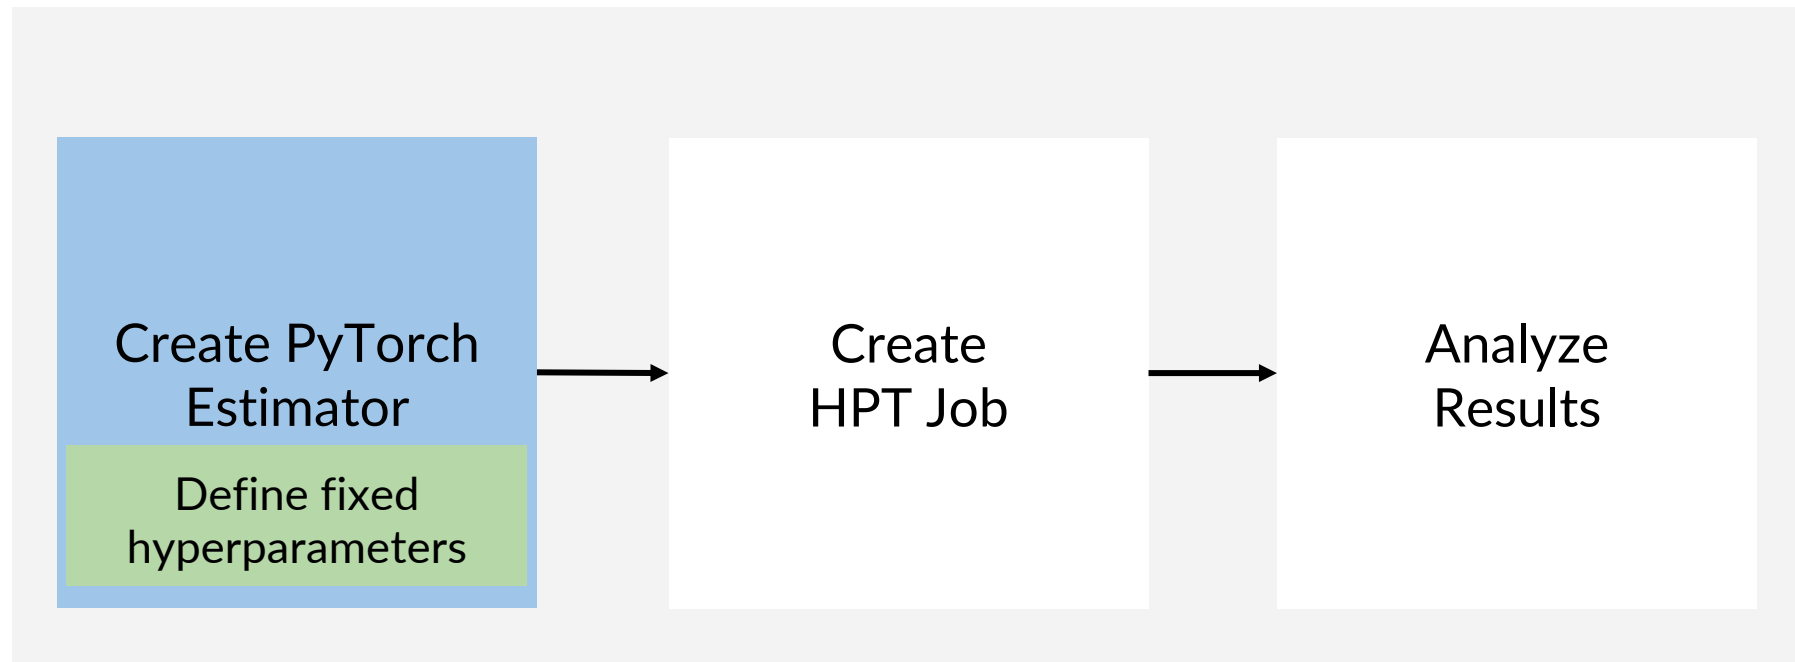 Create PyTorch
Estimator
Define fixed
hyperparameters
Create
HPT Job
Analyze
Results